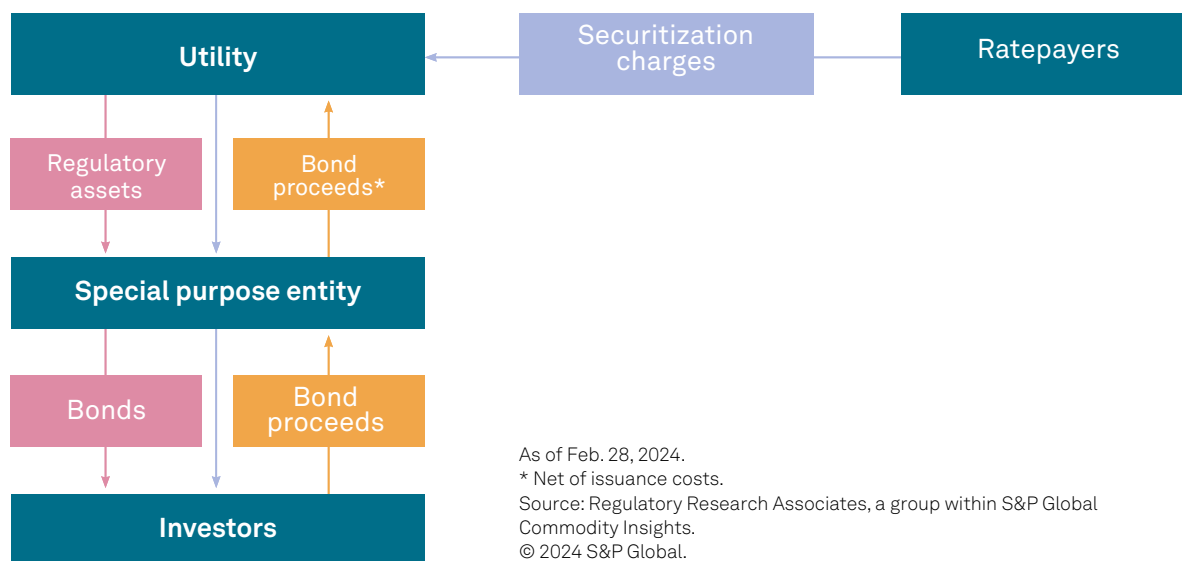 Utility
Securitization
charges
Ratepayers
Regulatory
assets
Bond
proceeds*
Special purpose entity
Bonds
Bond
proceeds
Investors
As of Feb. 28, 2024.
* Net of issuance costs.
Source: Regulatory Research Associates, a group within S&P Global
Commodity Insights.
© 2024 S&P Global.